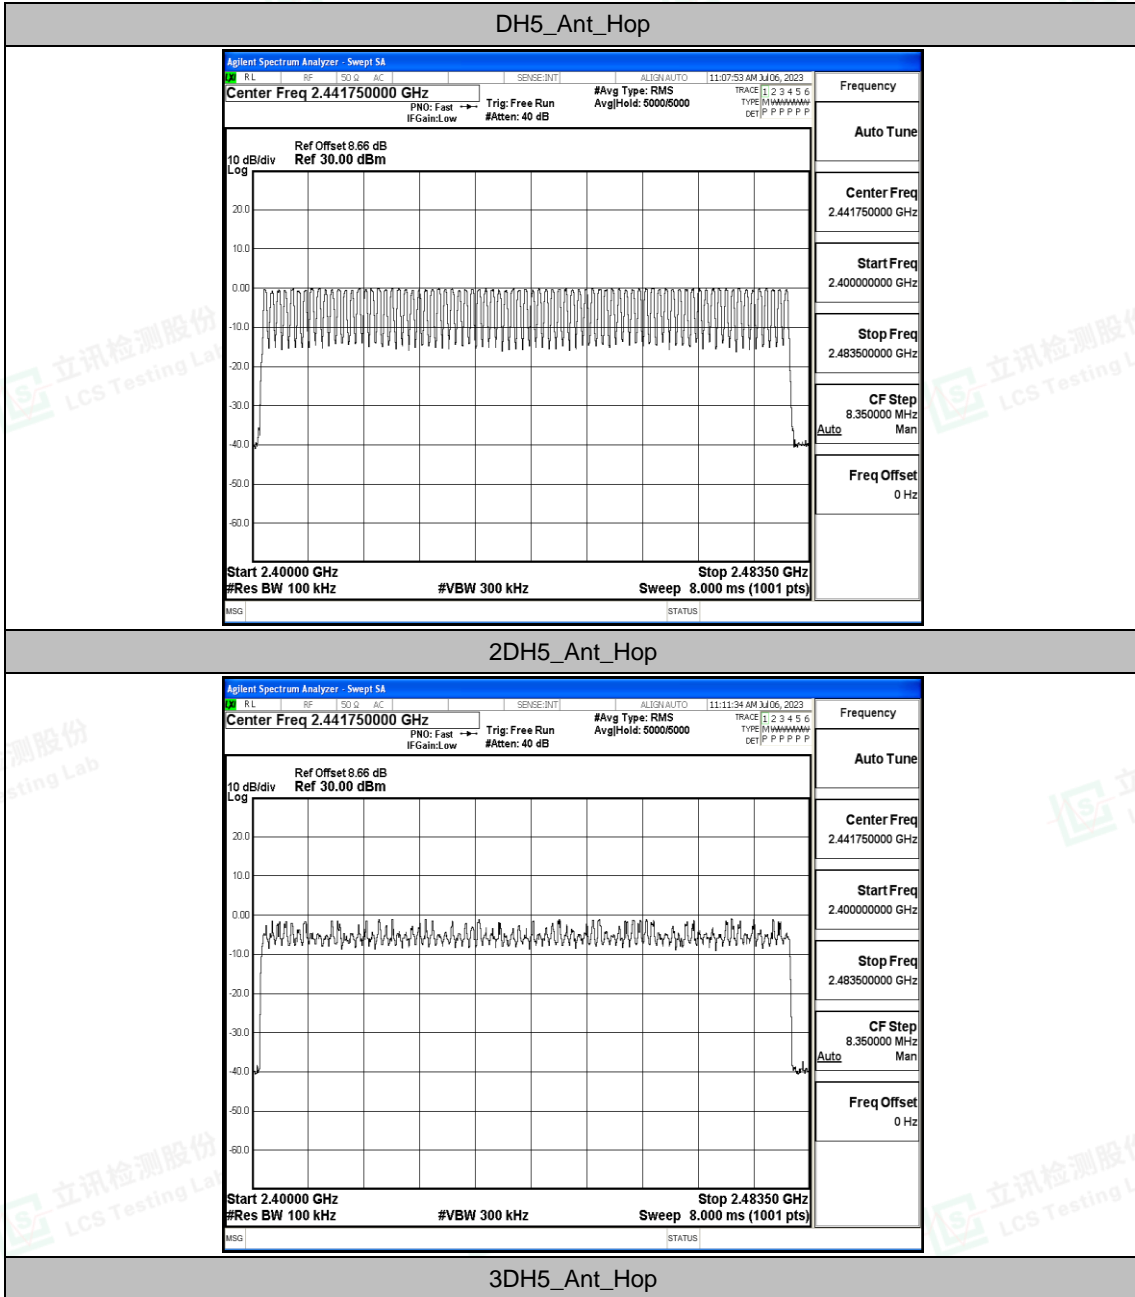 DH5_Ant_Hop
Agilent Spectrum Analyzer - Swept SA
LXI RL RF 50 Ω AC SENSE:INT ALIGN AUTO 11:07:53 AM Jul 06, 2023
Center Freq 2.441750000 GHz
PNO: Fast
IFGain:Low
Trig: Free Run
#Atten: 40 dB
#Avg Type: RMS
Avg|Hold: 5000/5000
TRACE 1 2 3 4 5 6
TYPE M W W W W W
DET P P P P P P
Ref Offset 8.66 dB
10 dB/div Ref 30.00 dBm
Log
20.0
10.0
0.00
-10.0
-20.0
-30.0
-40.0
-50.0
-60.0
Start 2.40000 GHz Stop 2.48350 GHz
#Res BW 100 kHz #VBW 300 kHz Sweep 8.000 ms (1001 pts)
MSG STATUS
Frequency
Auto Tune
Center Freq
2.441750000 GHz
Start Freq
2.400000000 GHz
Stop Freq
2.483500000 GHz
CF Step
8.350000 MHz
Auto Man
Freq Offset
0 Hz
2DH5_Ant_Hop
Agilent Spectrum Analyzer - Swept SA
LXI RL RF 50 Ω AC SENSE:INT ALIGN AUTO 11:11:34 AM Jul 06, 2023
Center Freq 2.441750000 GHz
PNO: Fast
IFGain:Low
Trig: Free Run
#Atten: 40 dB
#Avg Type: RMS
Avg|Hold: 5000/5000
TRACE 1 2 3 4 5 6
TYPE M W W W W W
DET P P P P P P
Ref Offset 8.66 dB
10 dB/div Ref 30.00 dBm
Log
20.0
10.0
0.00
-10.0
-20.0
-30.0
-40.0
-50.0
-60.0
Start 2.40000 GHz Stop 2.48350 GHz
#Res BW 100 kHz #VBW 300 kHz Sweep 8.000 ms (1001 pts)
MSG STATUS
Frequency
Auto Tune
Center Freq
2.441750000 GHz
Start Freq
2.400000000 GHz
Stop Freq
2.483500000 GHz
CF Step
8.350000 MHz
Auto Man
Freq Offset
0 Hz
3DH5_Ant_Hop
立讯检测股份
LCS Testing Lab